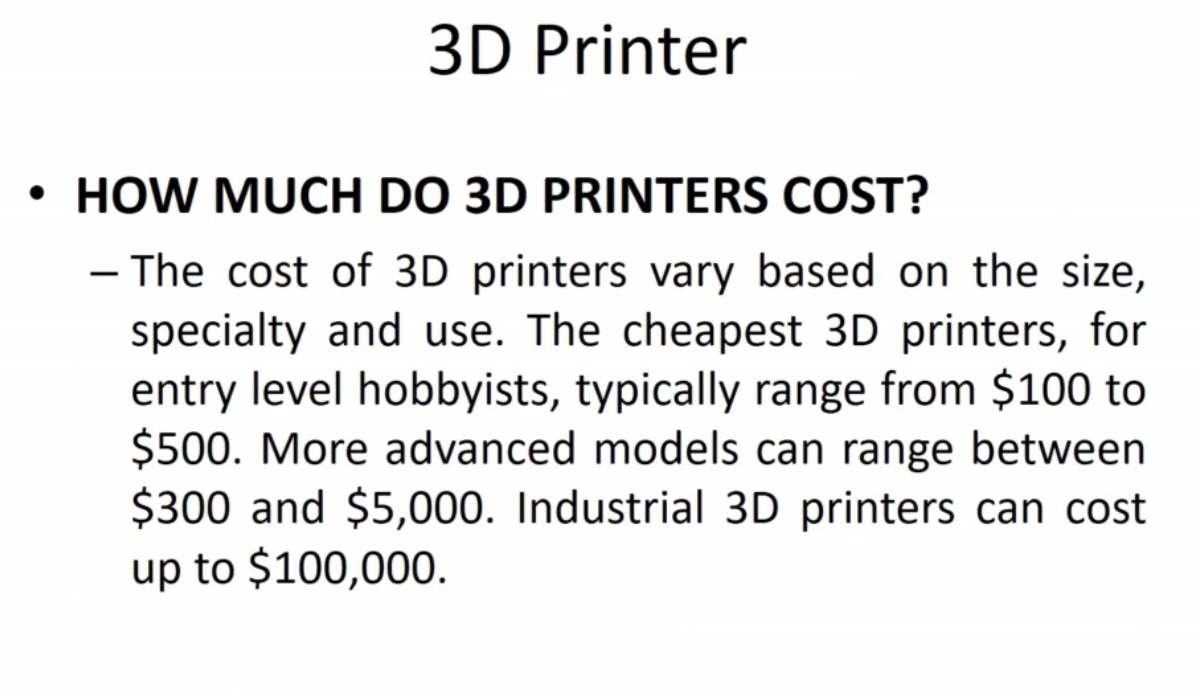 3D Printer
• HOW MUCH DO 3D PRINTERS COST?
– The cost of 3D printers vary based on the size,
specialty and use. The cheapest 3D printers, for
entry level hobbyists, typically range from $100 to
$500. More advanced models can range between
$300 and $5,000. Industrial 3D printers can cost
up to $100,000.